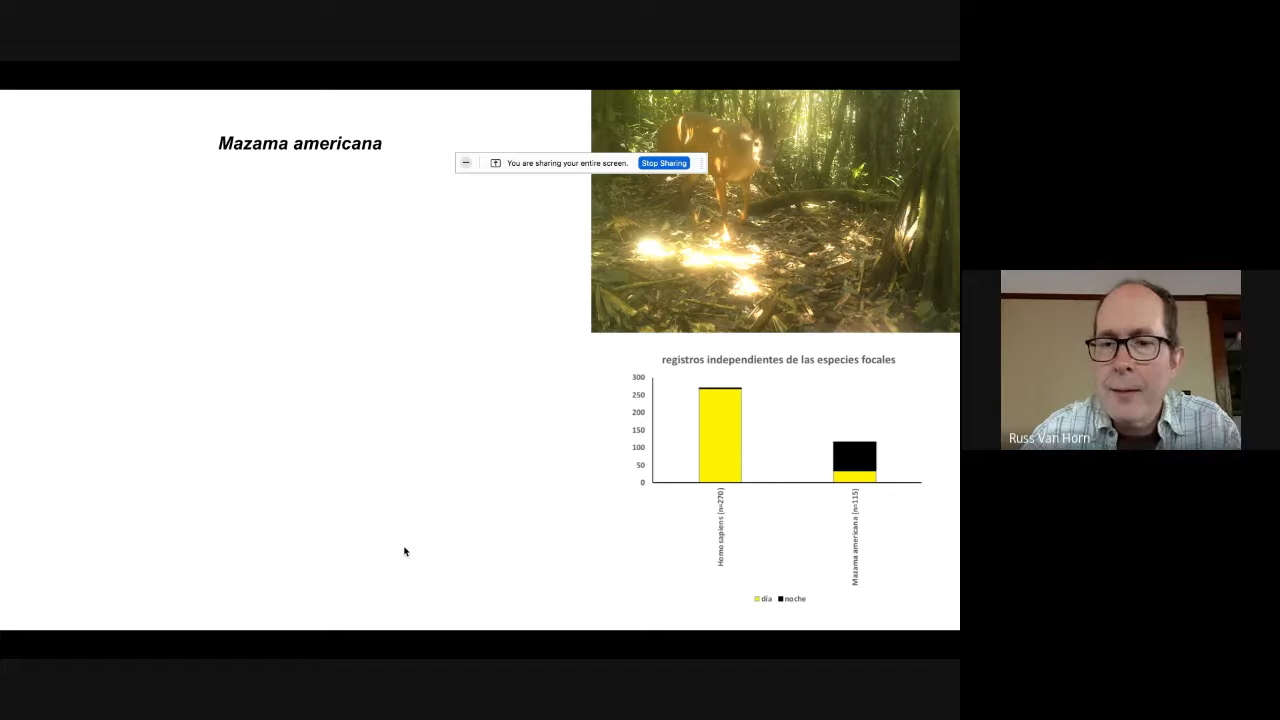 Mazama americana
You are sharing your entire screen.
Stop Sharing
registros independientes de las especies focales
300
250
200
150
100
50
0
Homo sapiens (n=270)
Mazama americana (n=115)
día
noche
Russ Van Horn